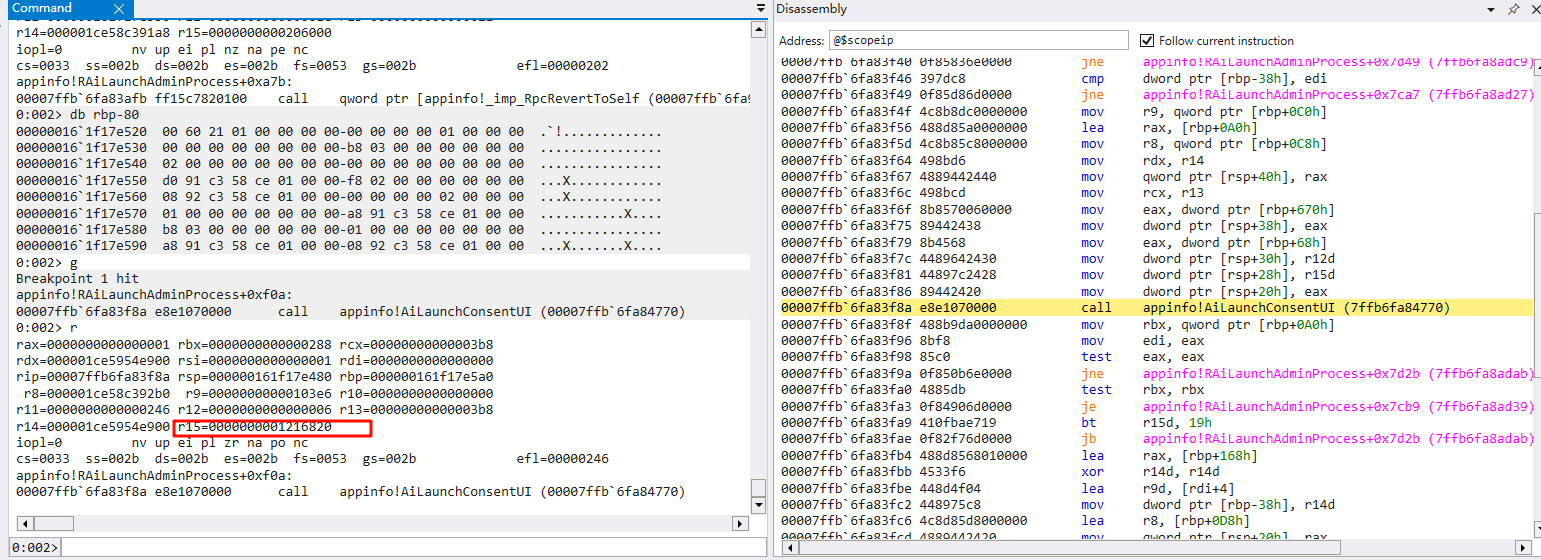 Command
r14=000001ce58c391a8 r15=0000000000206000
iopl=0 nv up ei pl nz na pe nc
cs=0033 ss=002b ds=002b es=002b fs=0053 gs=002b efl=00000202
appinfo!RAiLaunchAdminProcess+0xa7b:
00007ffb`6fa83afb ff15c7820100 call qword ptr [appinfo!_imp_RpcRevertToSelf (00007ffb`6fa9
0:002> db rbp-80
00000016`1f17e520 00 60 21 01 00 00 00 00-00 00 00 00 01 00 00 00 .`!.............
00000016`1f17e530 00 00 00 00 00 00 00 00-b8 03 00 00 00 00 00 00 ................
00000016`1f17e540 02 00 00 00 00 00 00 00-00 00 00 00 00 00 00 00 ................
00000016`1f17e550 d0 91 c3 58 ce 01 00 00-f8 02 00 00 00 00 00 00 ...X............
00000016`1f17e560 08 92 c3 58 ce 01 00 00-00 00 00 00 02 00 00 00 ...X............
00000016`1f17e570 01 00 00 00 00 00 00 00-a8 91 c3 58 ce 01 00 00 ...........X....
00000016`1f17e580 b8 03 00 00 00 00 00 00-01 00 00 00 00 00 00 00 ................
00000016`1f17e590 a8 91 c3 58 ce 01 00 00-08 92 c3 58 ce 01 00 00 ...X.......X....
0:002> g
Breakpoint 1 hit
appinfo!RAiLaunchAdminProcess+0xf0a:
00007ffb`6fa83f8a e8e1070000 call appinfo!AiLaunchConsentUI (00007ffb`6fa84770)
0:002> r
rax=0000000000000001 rbx=0000000000000288 rcx=00000000000003b8
rdx=000001ce5954e900 rsi=0000000000000001 rdi=0000000000000000
rip=00007ffb6fa83f8a rsp=000000161f17e480 rbp=000000161f17e5a0
r8=000001ce58c392b0 r9=00000000000103e6 r10=0000000000000000
r11=0000000000000246 r12=0000000000000006 r13=00000000000003b8
r14=000001ce5954e900 r15=0000000001216820
iopl=0 nv up ei pl zr na po nc
cs=0033 ss=002b ds=002b es=002b fs=0053 gs=002b efl=00000246
appinfo!RAiLaunchAdminProcess+0xf0a:
00007ffb`6fa83f8a e8e1070000 call appinfo!AiLaunchConsentUI (00007ffb`6fa84770)
0:002>
Disassembly
Address: @$scopeip Follow current instruction
00007ffb`6fa83f40 0f85836e0000 jne appinfo!RAiLaunchAdminProcess+0x7d49 (7ffb6fa8adc9)
00007ffb`6fa83f46 397dc8 cmp dword ptr [rbp-38h], edi
00007ffb`6fa83f49 0f85d86d0000 jne appinfo!RAiLaunchAdminProcess+0x7ca7 (7ffb6fa8ad27)
00007ffb`6fa83f4f 4c8b8dc0000000 mov r9, qword ptr [rbp+0C0h]
00007ffb`6fa83f56 488d85a0000000 lea rax, [rbp+0A0h]
00007ffb`6fa83f5d 4c8b85c8000000 mov r8, qword ptr [rbp+0C8h]
00007ffb`6fa83f64 498bd6 mov rdx, r14
00007ffb`6fa83f67 4889442440 mov qword ptr [rsp+40h], rax
00007ffb`6fa83f6c 498bcd mov rcx, r13
00007ffb`6fa83f6f 8b8570060000 mov eax, dword ptr [rbp+670h]
00007ffb`6fa83f75 89442438 mov dword ptr [rsp+38h], eax
00007ffb`6fa83f79 8b4568 mov eax, dword ptr [rbp+68h]
00007ffb`6fa83f7c 4489642430 mov dword ptr [rsp+30h], r12d
00007ffb`6fa83f81 44897c2428 mov dword ptr [rsp+28h], r15d
00007ffb`6fa83f86 89442420 mov dword ptr [rsp+20h], eax
00007ffb`6fa83f8a e8e1070000 call appinfo!AiLaunchConsentUI (7ffb6fa84770)
00007ffb`6fa83f8f 488b9da0000000 mov rbx, qword ptr [rbp+0A0h]
00007ffb`6fa83f96 8bf8 mov edi, eax
00007ffb`6fa83f98 85c0 test eax, eax
00007ffb`6fa83f9a 0f850b6e0000 jne appinfo!RAiLaunchAdminProcess+0x7d2b (7ffb6fa8adab)
00007ffb`6fa83fa0 4885db test rbx, rbx
00007ffb`6fa83fa3 0f84906d0000 je appinfo!RAiLaunchAdminProcess+0x7cb9 (7ffb6fa8ad39)
00007ffb`6fa83fa9 410fbae719 bt r15d, 19h
00007ffb`6fa83fae 0f82f76d0000 jb appinfo!RAiLaunchAdminProcess+0x7d2b (7ffb6fa8adab)
00007ffb`6fa83fb4 488d8568010000 lea rax, [rbp+168h]
00007ffb`6fa83fbb 4533f6 xor r14d, r14d
00007ffb`6fa83fbe 448d4f04 lea r9d, [rdi+4]
00007ffb`6fa83fc2 448975c8 mov dword ptr [rbp-38h], r14d
00007ffb`6fa83fc6 4c8d85d8000000 lea r8, [rbp+0D8h]
00007ffb`6fa83fcd 4889442420 mov qword ptr [rsp+20h], rax